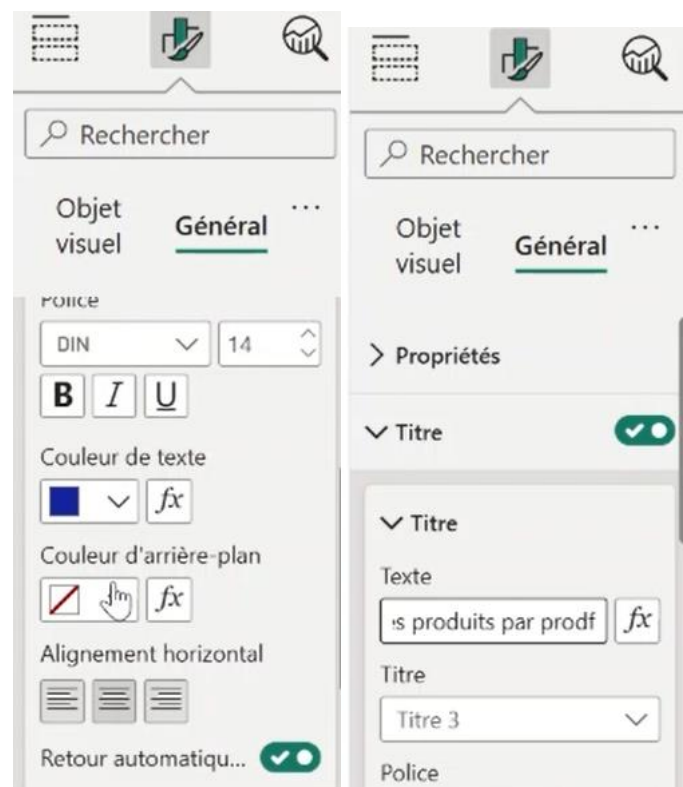 Rechercher
Objet
visuel
Général
...
Police
DIN
14
B I U
Couleur de texte
fx
Couleur d'arrière-plan
fx
Alignement horizontal
Retour automatiqu...
Rechercher
Objet
visuel
Général
...
Propriétés
Titre
Titre
Texte
s produits par prodf
fx
Titre
Titre 3
Police